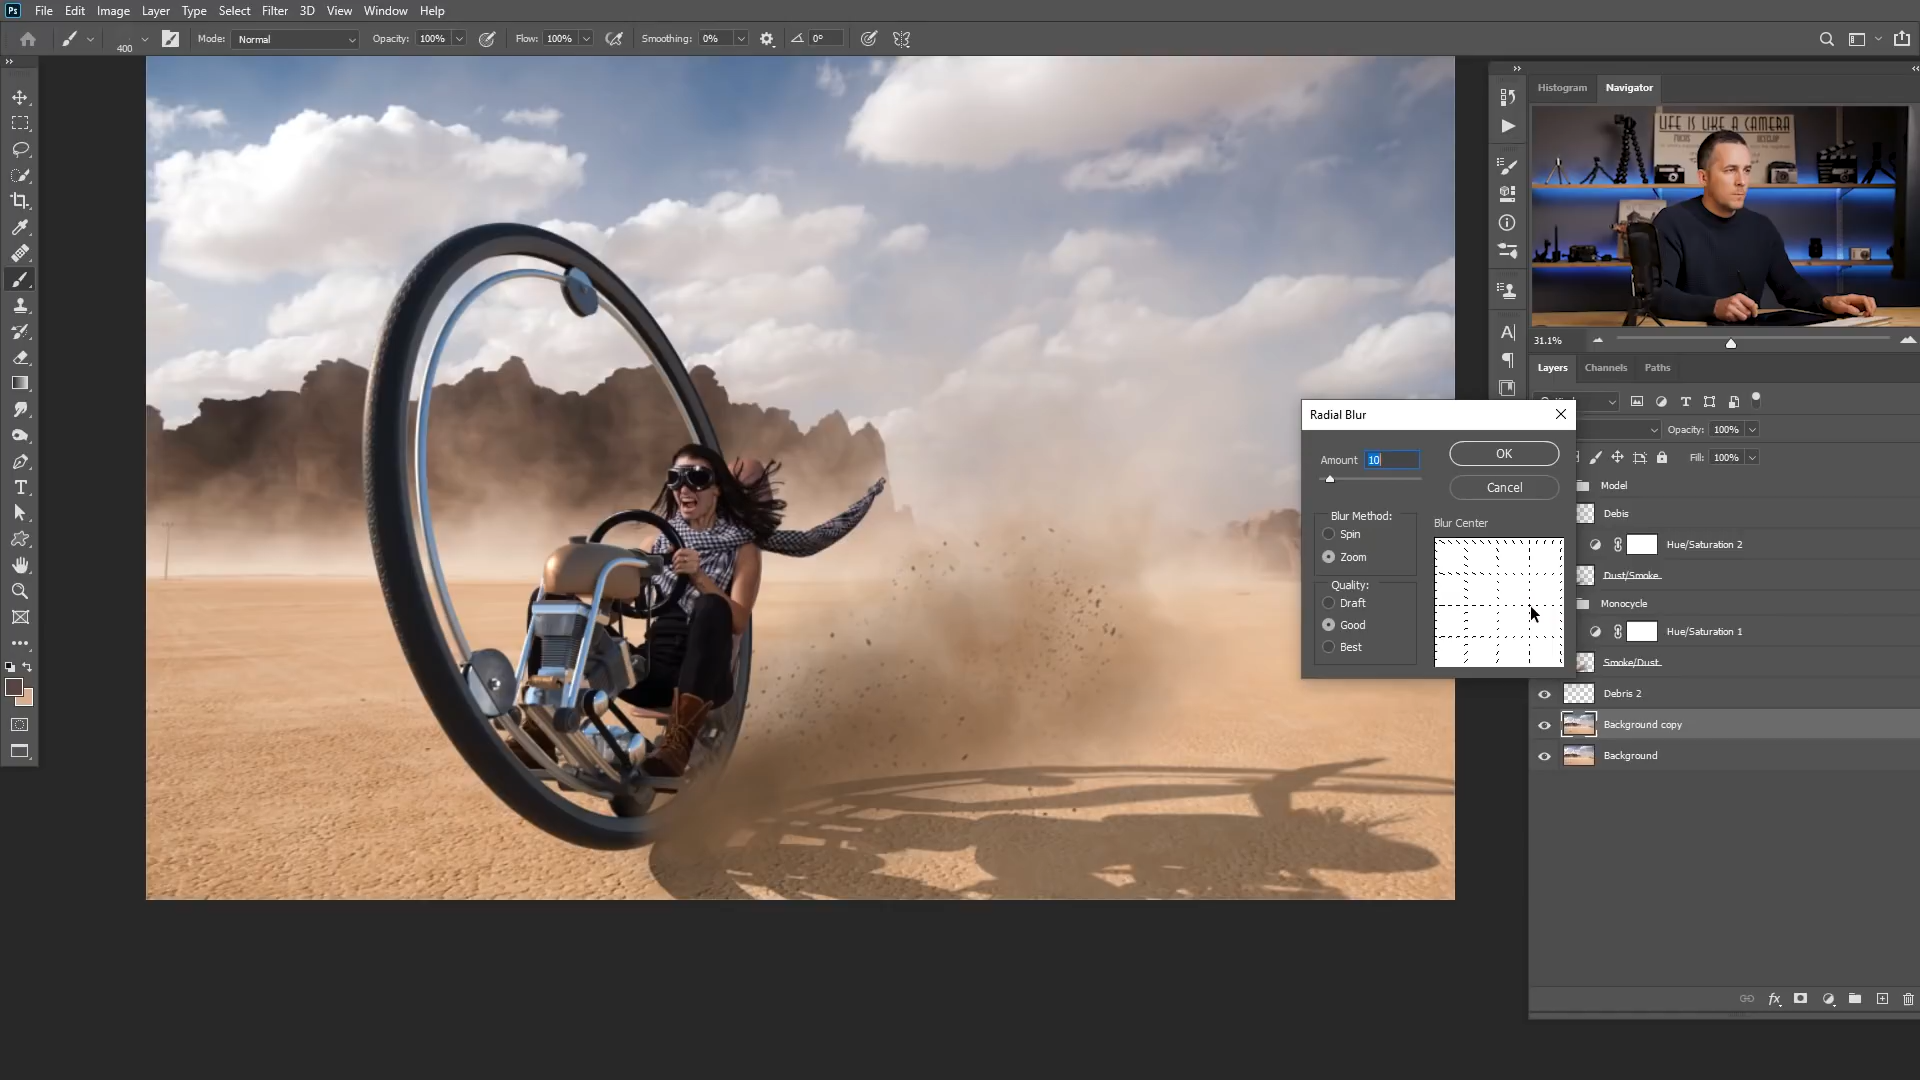 Ps File Edit Image Layer Type Select Filter 3D View Window Help
400 Mode: Normal Opacity: 100% Flow: 100% Smoothing: 0% 0°
Histogram Navigator
LIFE IS LIKE A CAMERA
31.1%
Layers Channels Paths
Opacity: 100%
Fill: 100%
Radial Blur
Amount 10
OK
Cancel
Blur Method:
Spin
Zoom
Quality:
Draft
Good
Best
Blur Center
Model
Debis
Hue/Saturation 2
Dust/Smoke
Monocycle
Hue/Saturation 1
Smoke/Dust
Debris 2
Background copy
Background
fx